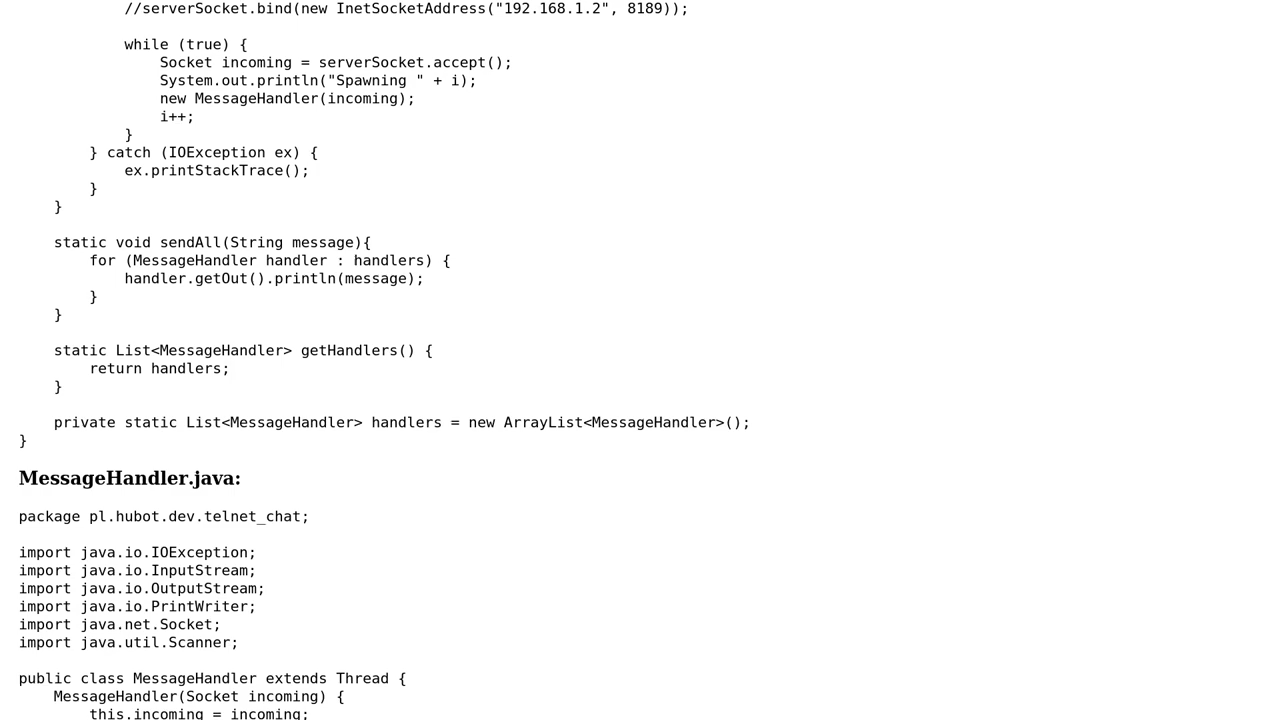 //serverSocket.bind(new InetSocketAddress("192.168.1.2", 8189));
while (true) {
Socket incoming = serverSocket.accept();
System.out.println("Spawning " + i);
new MessageHandler(incoming);
i++;
}
} catch (IOException ex) {
ex.printStackTrace();
}
}
static void sendAll(String message){
for (MessageHandler handler : handlers) {
handler.getOut().println(message);
}
}
static List<MessageHandler> getHandlers() {
return handlers;
}
private static List<MessageHandler> handlers = new ArrayList<MessageHandler>();
}
MessageHandler.java:
package pl.hubot.dev.telnet_chat;
import java.io.IOException;
import java.io.InputStream;
import java.io.OutputStream;
import java.io.PrintWriter;
import java.net.Socket;
import java.util.Scanner;
public class MessageHandler extends Thread {
MessageHandler(Socket incoming) {
this.incoming = incoming;